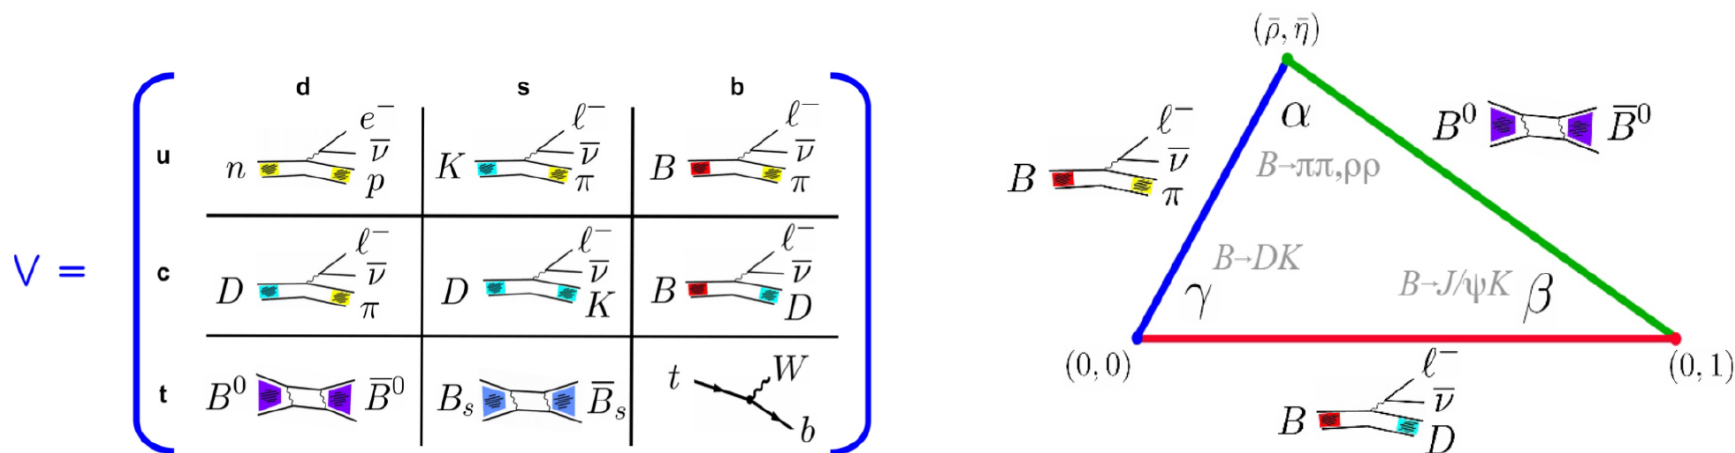 V =
d s b
u
n e⁻ ν̅ p
K ℓ⁻ ν̅ π
B ℓ⁻ ν̅ π
c
D ℓ⁻ ν̅ π
D ℓ⁻ ν̅ K
B ℓ⁻ ν̅ D
t
B⁰ B̅⁰
Bₛ B̅ₛ
t W b
(ρ̄, η̄)
α
B→ππ,ρρ
B ℓ⁻ ν̅ π
B⁰ B̅⁰
B→DK
γ
B→J/ψK
β
(0, 0)
(0, 1)
B ℓ⁻ ν̅ D